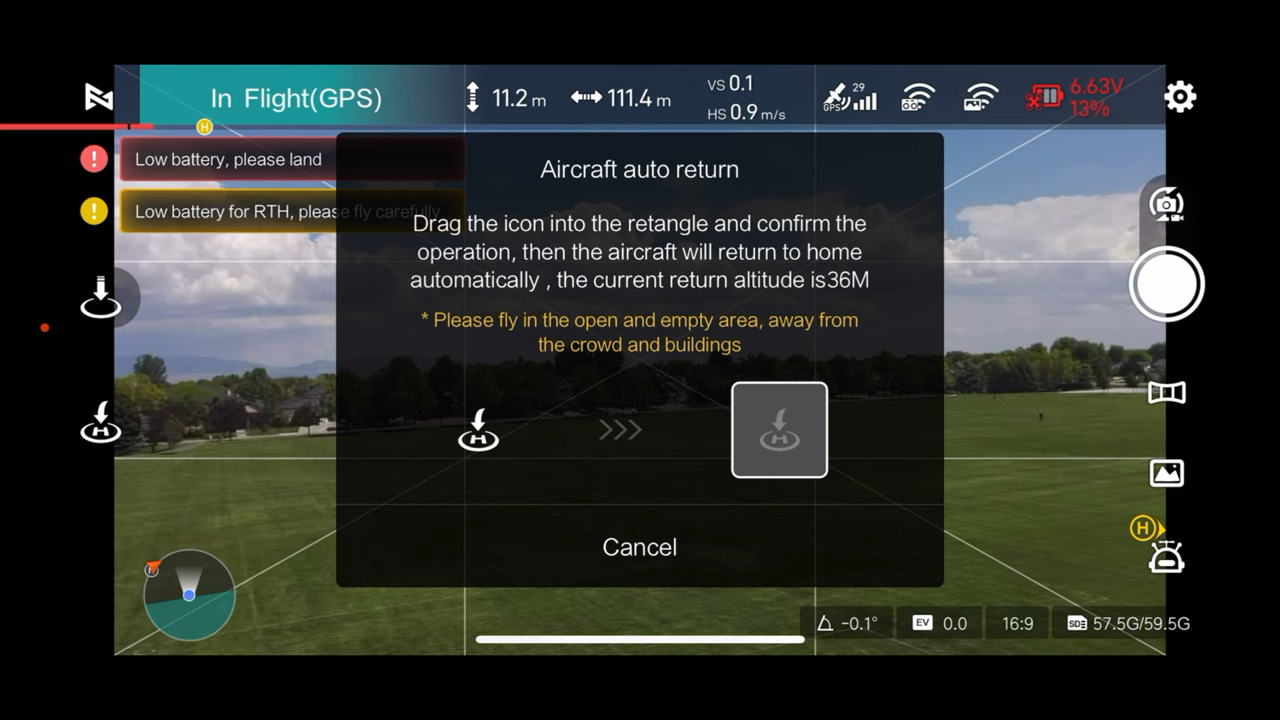 In Flight(GPS)
11.2 m
111.4 m
VS 0.1
HS 0.9 m/s
GPS
29
6.63V
13%
H
Low battery, please land
Low battery for RTH, please fly carefully
Aircraft auto return
Drag the icon into the retangle and confirm the
operation, then the aircraft will return to home
automatically , the current return altitude is36M
* Please fly in the open and empty area, away from
the crowd and buildings
H
H
H
H
Cancel
-0.1°
EV 0.0
16:9
SD 57.5G/59.5G